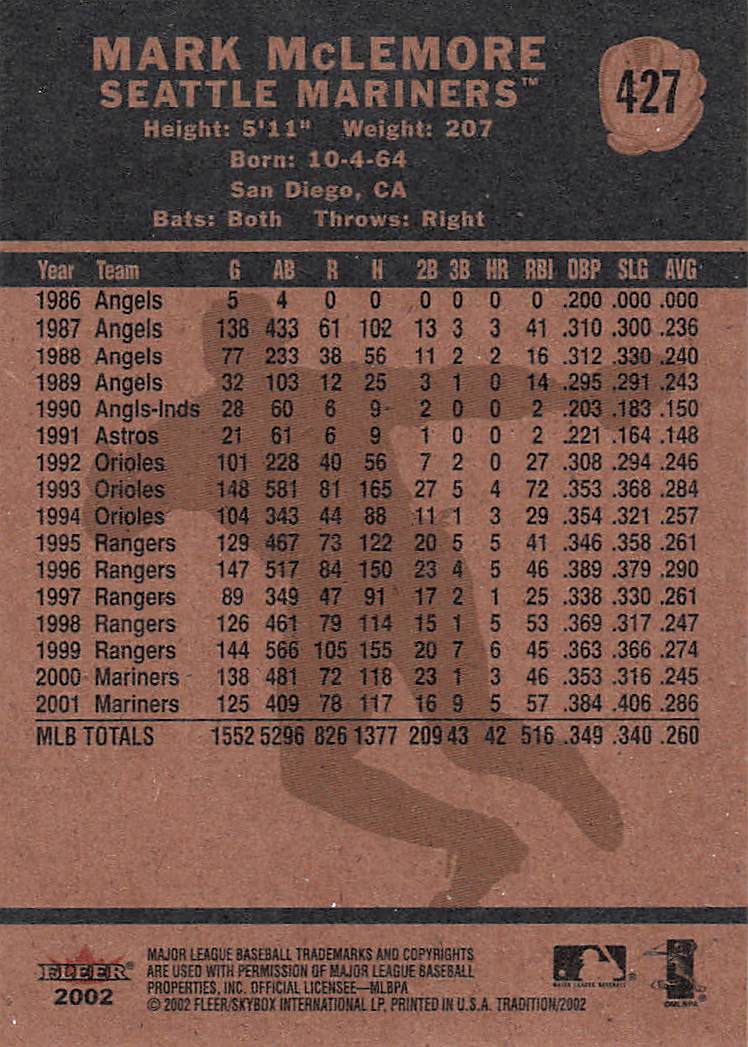 MARK McLEMORE
SEATTLE MARINERS™
427
Height: 5'11" Weight: 207
Born: 10-4-64
San Diego, CA
Bats: Both Throws: Right
Year Team G AB R H 2B 3B HR RBI OBP SLG AVG
1986 Angels 5 4 0 0 0 0 0 0 .200 .000 .000
1987 Angels 138 433 61 102 13 3 3 41 .310 .300 .236
1988 Angels 77 233 38 56 11 2 2 16 .312 .330 .240
1989 Angels 32 103 12 25 3 1 0 14 .295 .291 .243
1990 Angls-Inds 28 60 6 9 2 0 0 2 .203 .183 .150
1991 Astros 21 61 6 9 1 0 0 2 .221 .164 .148
1992 Orioles 101 228 40 56 7 2 0 27 .308 .294 .246
1993 Orioles 148 581 81 165 27 5 4 72 .353 .368 .284
1994 Orioles 104 343 44 88 11 1 3 29 .354 .321 .257
1995 Rangers 129 467 73 122 20 5 5 41 .346 .358 .261
1996 Rangers 147 517 84 150 23 4 5 46 .389 .379 .290
1997 Rangers 89 349 47 91 17 2 1 25 .338 .330 .261
1998 Rangers 126 461 79 114 15 1 5 53 .369 .317 .247
1999 Rangers 144 566 105 155 20 7 6 45 .363 .366 .274
2000 Mariners 138 481 72 118 23 1 3 46 .353 .316 .245
2001 Mariners 125 409 78 117 16 9 5 57 .384 .406 .286
MLB TOTALS 1552 5296 826 1377 209 43 42 516 .349 .340 .260
FLEER®
2002
MAJOR LEAGUE BASEBALL TRADEMARKS AND COPYRIGHTS
ARE USED WITH PERMISSION OF MAJOR LEAGUE BASEBALL
PROPERTIES, INC. OFFICIAL LICENSEE—MLBPA
© 2002 FLEER/SKYBOX INTERNATIONAL LP, PRINTED IN U.S.A. TRADITION/2002
MAJOR LEAGUE BASEBALL
©MLBPA